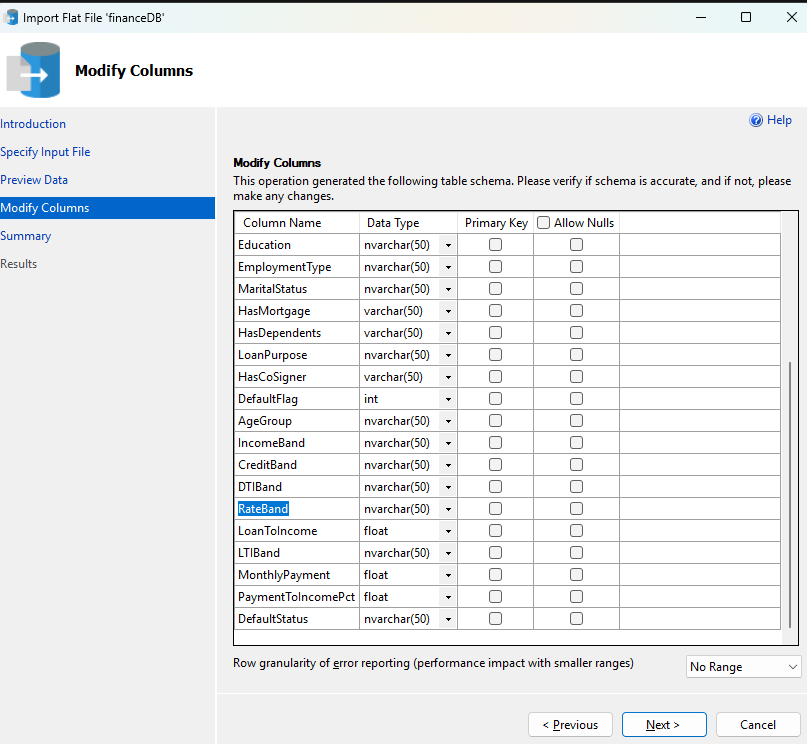 Import Flat File 'financeDB'
Modify Columns
Introduction
Specify Input File
Preview Data
Modify Columns
Summary
Results
Help
Modify Columns
This operation generated the following table schema. Please verify if schema is accurate, and if not, please
make any changes.
Column Name Data Type Primary Key Allow Nulls
Education nvarchar(50)
EmploymentType nvarchar(50)
MaritalStatus nvarchar(50)
HasMortgage varchar(50)
HasDependents varchar(50)
LoanPurpose nvarchar(50)
HasCoSigner varchar(50)
DefaultFlag int
AgeGroup nvarchar(50)
IncomeBand nvarchar(50)
CreditBand nvarchar(50)
DTIBand nvarchar(50)
RateBand nvarchar(50)
LoanToIncome float
LTIBand nvarchar(50)
MonthlyPayment float
PaymentToIncomePct float
DefaultStatus nvarchar(50)
Row granularity of error reporting (performance impact with smaller ranges) No Range
< Previous Next > Cancel